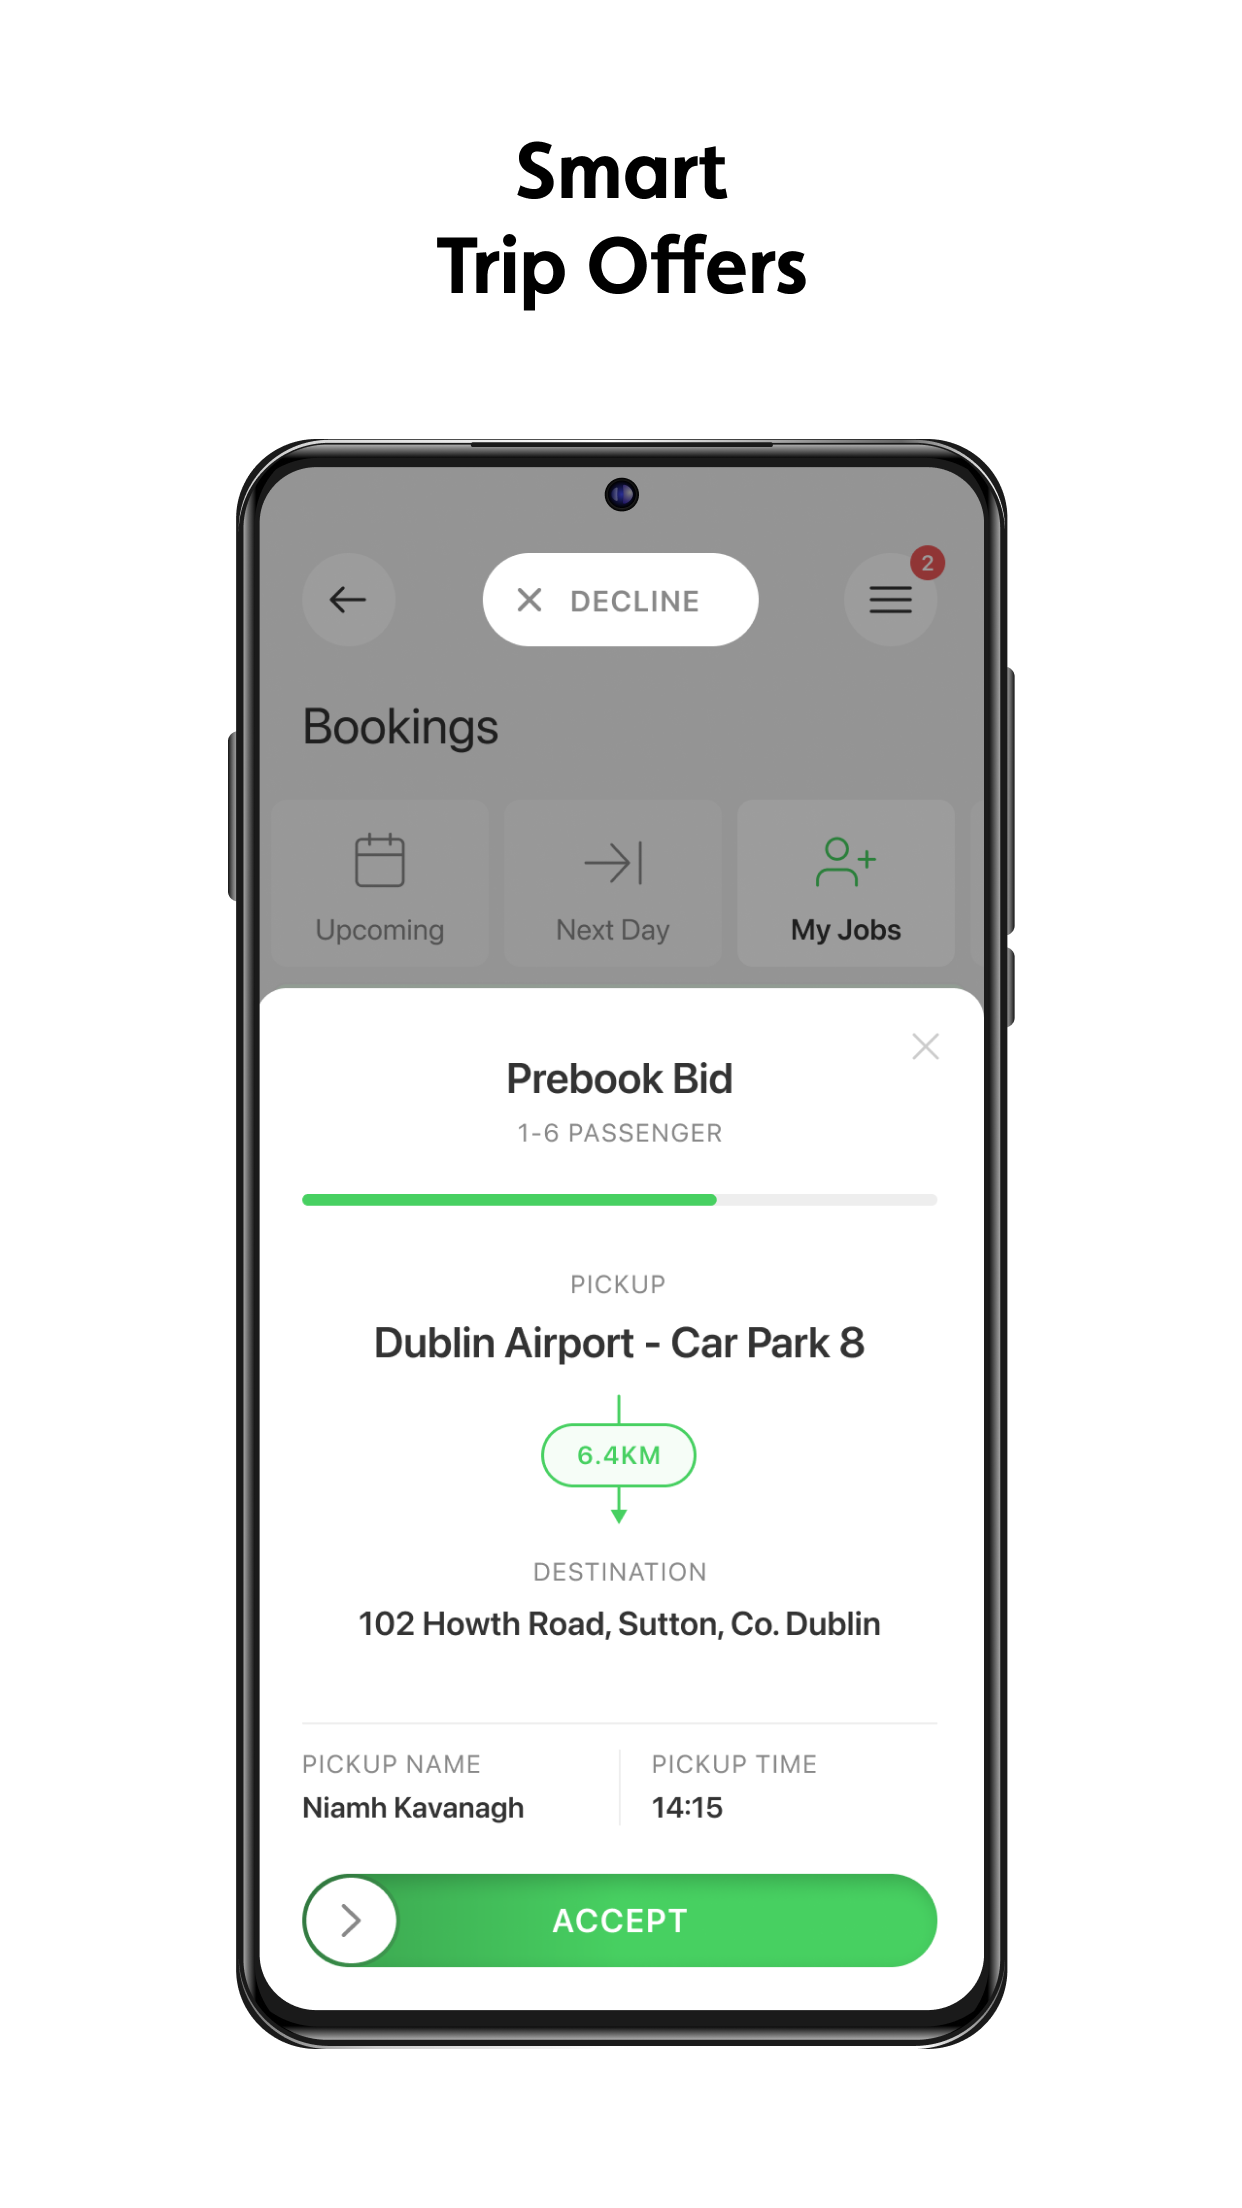 Smart
Trip Offers
DECLINE
2
Bookings
Upcoming
Next Day
My Jobs
Prebook Bid
1-6 PASSENGER
PICKUP
Dublin Airport - Car Park 8
6.4KM
DESTINATION
102 Howth Road, Sutton, Co. Dublin
PICKUP NAME
PICKUP TIME
Niamh Kavanagh
14:15
ACCEPT